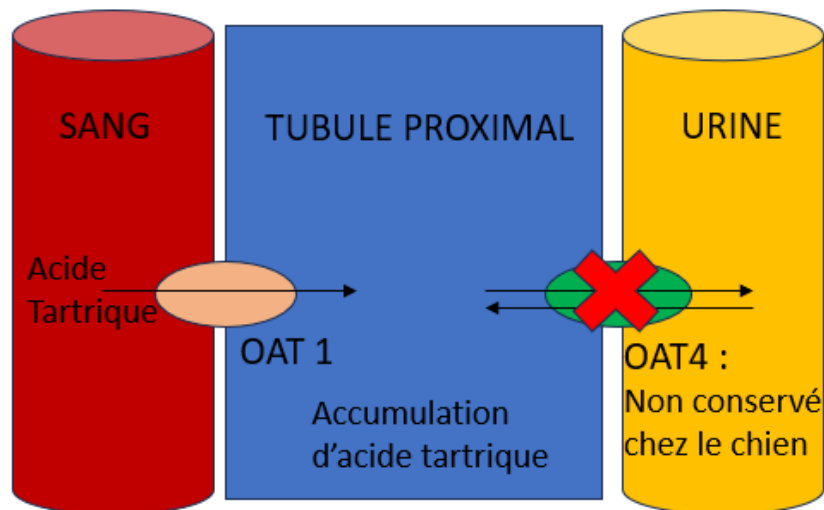 SANG
TUBULE PROXIMAL
URINE
Acide
Tartrique
OAT 1
Accumulation
d'acide tartrique
OAT4 :
Non conservé
chez le chien